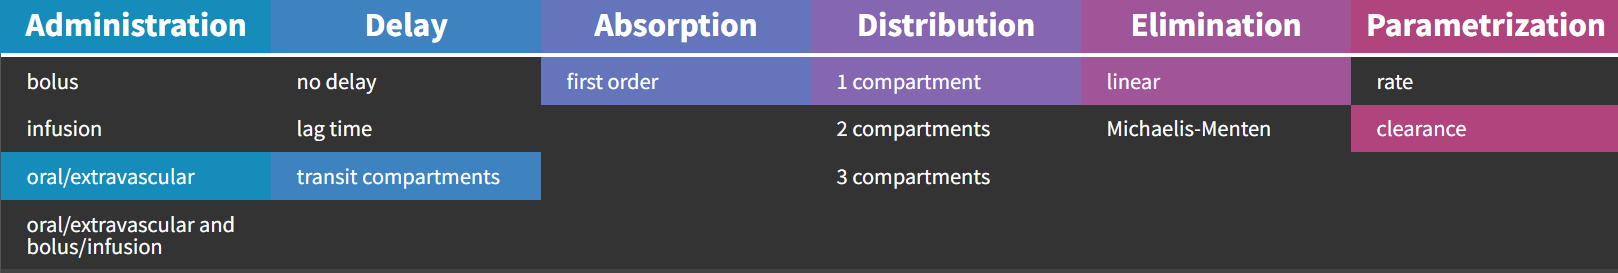 Administration Delay Absorption Distribution Elimination Parametrization
bolus no delay first order 1 compartment linear rate
infusion lag time 2 compartments Michaelis-Menten clearance
oral/extravascular transit compartments 3 compartments
oral/extravascular and
bolus/infusion